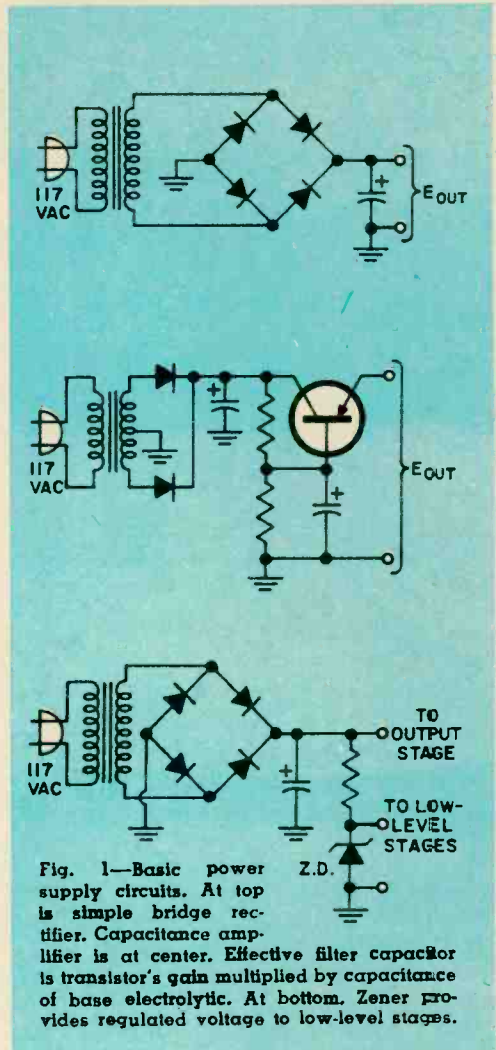 117
VAC
+
EOUT
117
VAC
+
+
EOUT
117
VAC
+
TO
OUTPUT
STAGE
TO LOW-
LEVEL
STAGES
Z.D.
Fig. 1—Basic power
supply circuits. At top
is simple bridge rec-
tifier. Capacitance amp-
lifier is at center. Effective filter capacitor
is transistor's gain multiplied by capacitance
of base electrolytic. At bottom, Zener pro-
vides regulated voltage to low-level stages.